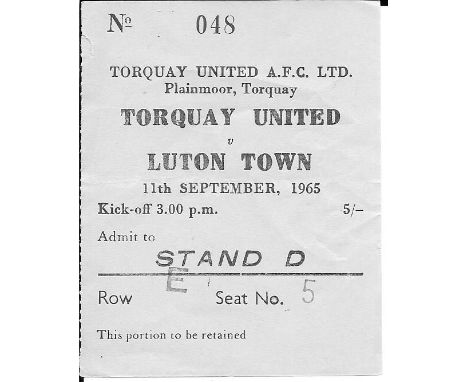 No 048
TORQUAY UNITED A.F.C. LTD.
Plainmoor, Torquay
TORQUAY UNITED
v
LUTON TOWN
11th SEPTEMBER, 1965
Kick-off 3.00 p.m. 5/–
Admit to
STAND D
Row E Seat No. 5
This portion to be retained